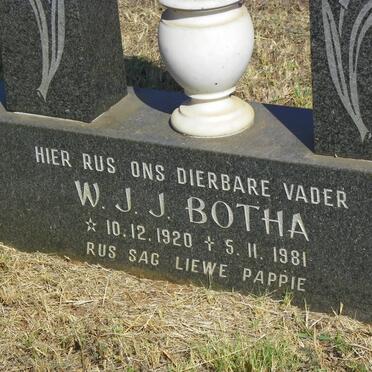 HIER RUS ONS DIERBARE VADER
W. J. J. BOTHA
☆ 10.12.1920 ✝ 5.11.1981
RUS SAG LIEWE PAPPIE